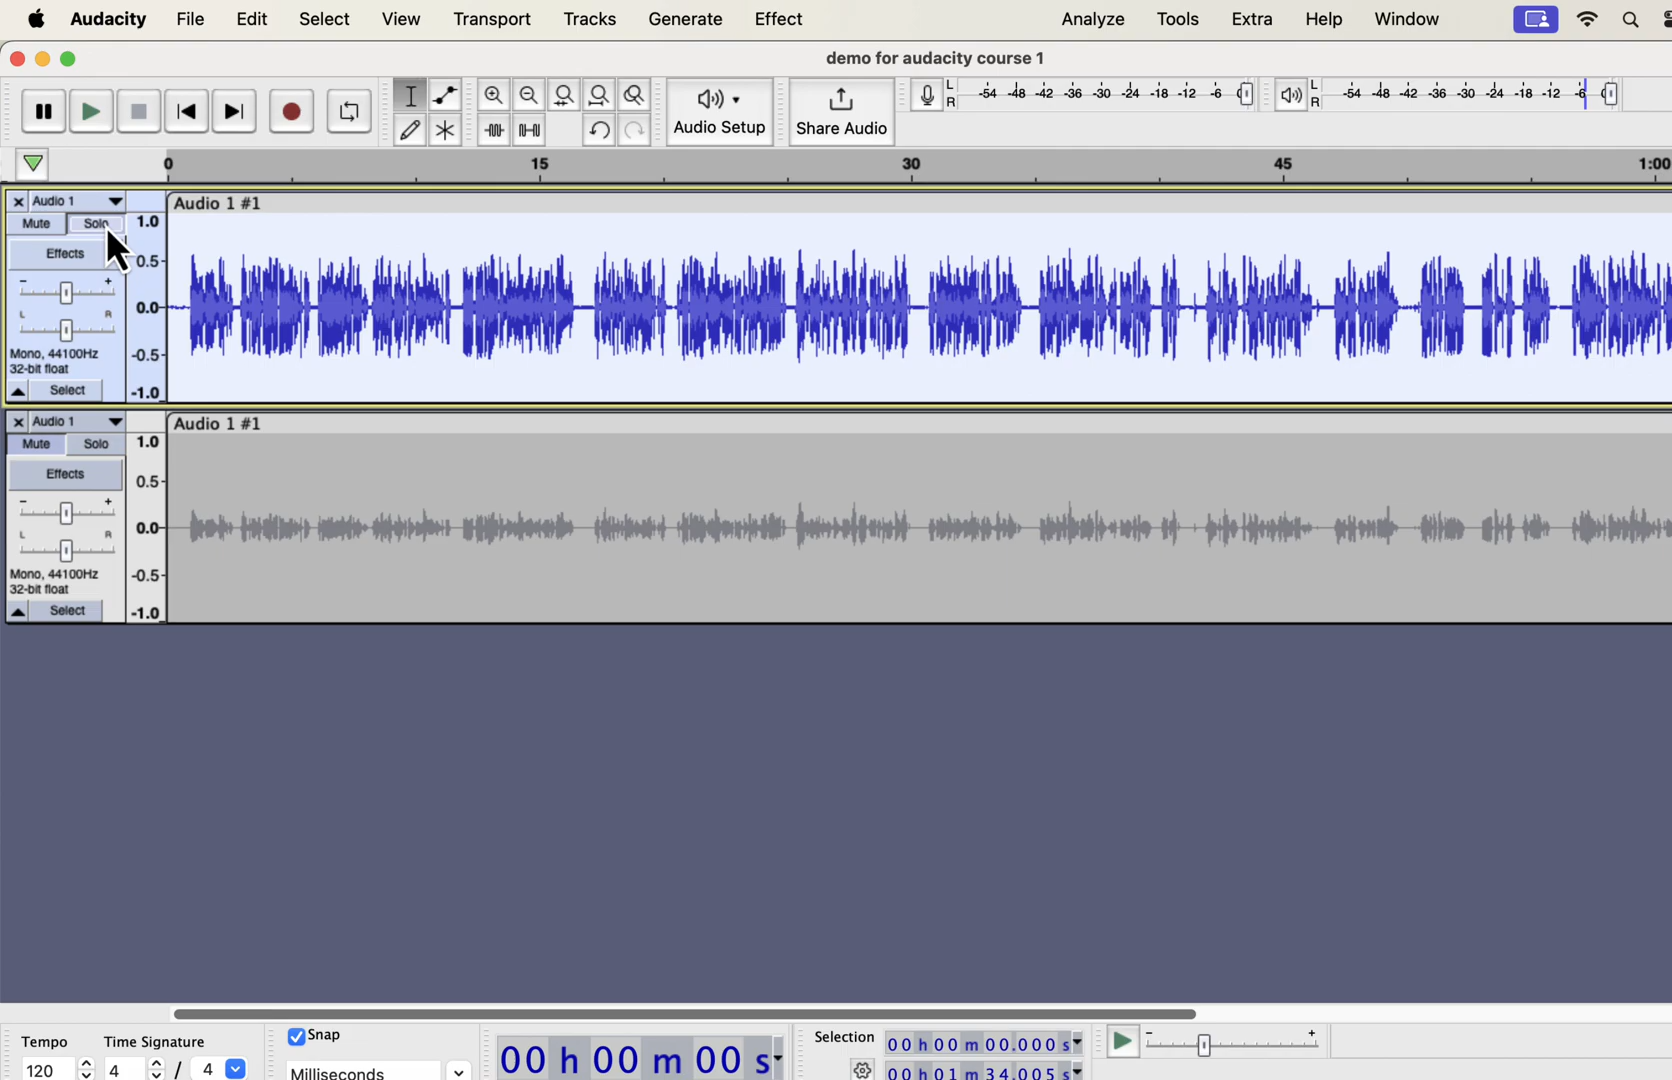 Audacity File Edit Select View Transport Tracks Generate Effect Analyze Tools Extra Help Window
demo for audacity course 1
Audio Setup
Share Audio
L
R
-54 -48 -42 -36 -30 -24 -18 -12 -6
L
R
-54 -48 -42 -36 -30 -24 -18 -12 -6
0 15 30 45 1:00
Audio 1
Audio 1 #1
Mute Solo
Effects
- +
L R
Mono, 44100Hz
32-bit float
Select
1.0
0.5
0.0
-0.5
-1.0
Audio 1
Audio 1 #1
Mute Solo
Effects
- +
L R
Mono, 44100Hz
32-bit float
Select
1.0
0.5
0.0
-0.5
-1.0
Tempo
120
Time Signature
4 / 4
Snap
Milliseconds
00 h 00 m 00 s
Selection
00 h 00 m 00.000 s
00 h 01 m 34.005 s
- +